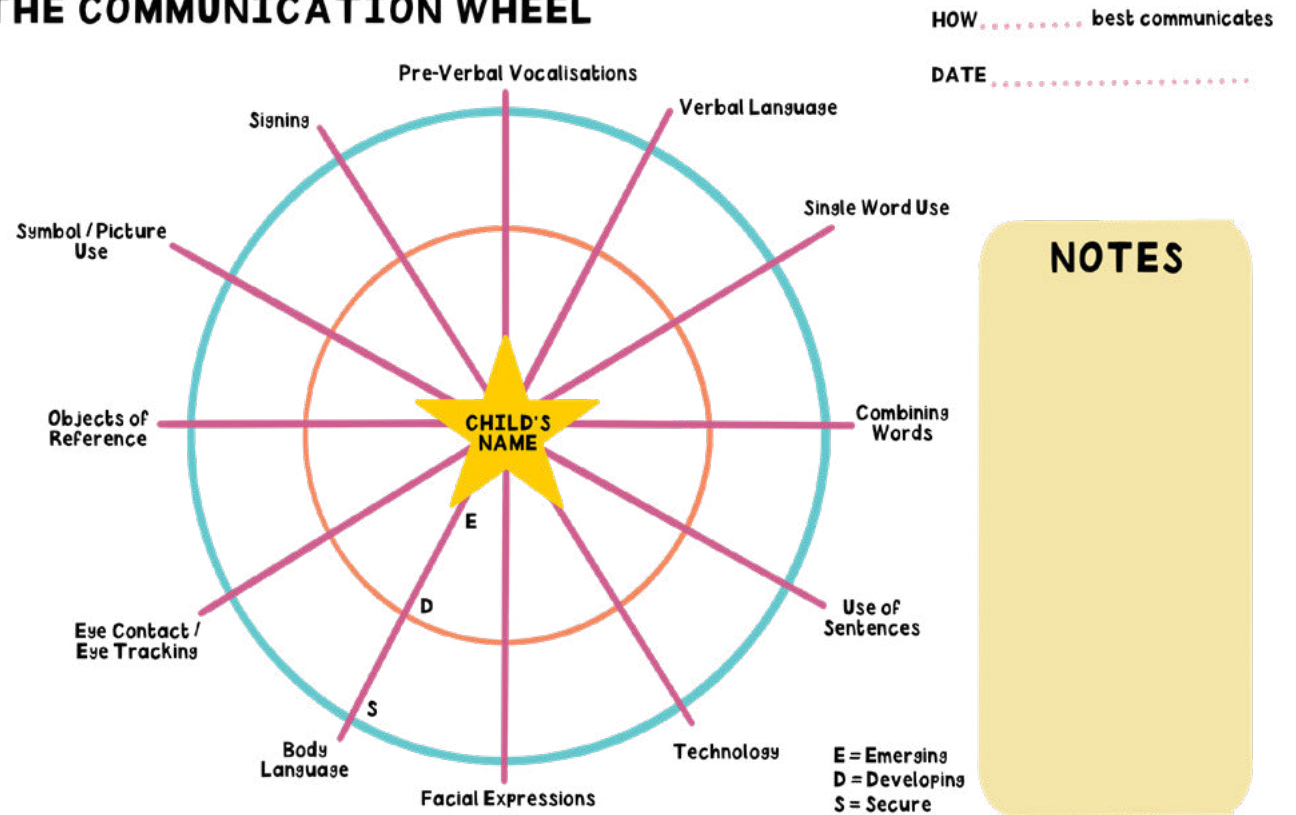 THE COMMUNICATION WHEEL
HOW......... best communicates
DATE ....................
Pre-Verbal Vocalisations
Verbal Language
Single Word Use
Combining
Words
Use of
Sentences
Technology
Facial Expressions
Body
Language
Eye Contact /
Eye Tracking
Objects of
Reference
Symbol / Picture
Use
Signing
CHILD'S
NAME
E
D
S
NOTES
E = Emerging
D = Developing
S = Secure